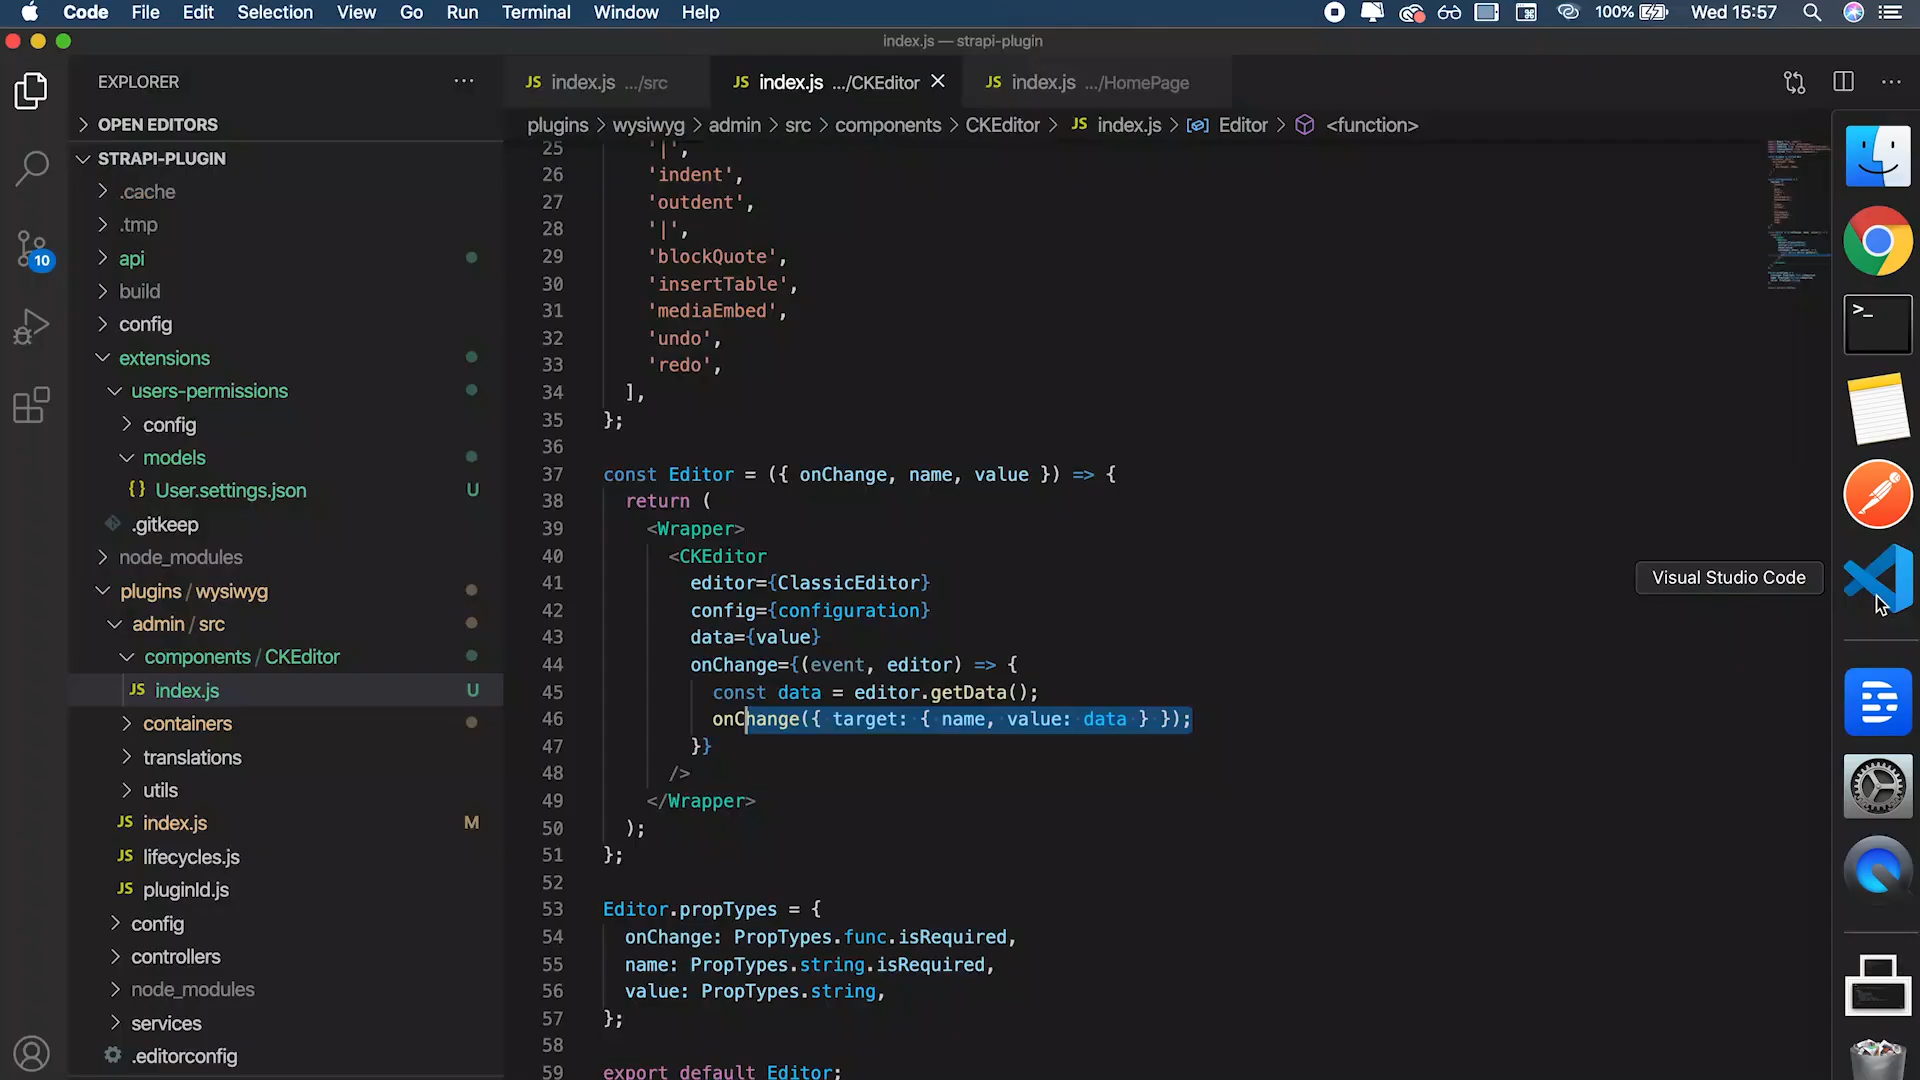 Code File Edit Selection View Go Run Terminal Window Help 100% Wed 15:57
index.js — strapi-plugin
EXPLORER
JS index.js .../src JS index.js .../CKEditor JS index.js .../HomePage
OPEN EDITORS
plugins > wysiwyg > admin > src > components > CKEditor > JS index.js > Editor > <function>
STRAPI-PLUGIN
.cache
.tmp
api
build
config
extensions
users-permissions
config
models
{} User.settings.json U
.gitkeep
node_modules
plugins / wysiwyg
admin / src
components / CKEditor
JS index.js U
containers
translations
utils
JS index.js M
JS lifecycles.js
JS pluginId.js
config
controllers
node_modules
services
.editorconfig
10
25 '|',
26 'indent',
27 'outdent',
28 '|',
29 'blockQuote',
30 'insertTable',
31 'mediaEmbed',
32 'undo',
33 'redo',
34 ],
35 };
36
37 const Editor = ({ onChange, name, value }) => {
38 return (
39 <Wrapper>
40 <CKEditor
41 editor={ClassicEditor}
42 config={configuration}
43 data={value}
44 onChange={(event, editor) => {
45 const data = editor.getData();
46 onChange({ target: { name, value: data } });
47 }}
48 />
49 </Wrapper>
50 );
51 };
52
53 Editor.propTypes = {
54 onChange: PropTypes.func.isRequired,
55 name: PropTypes.string.isRequired,
56 value: PropTypes.string,
57 };
58
59 export default Editor;
Visual Studio Code